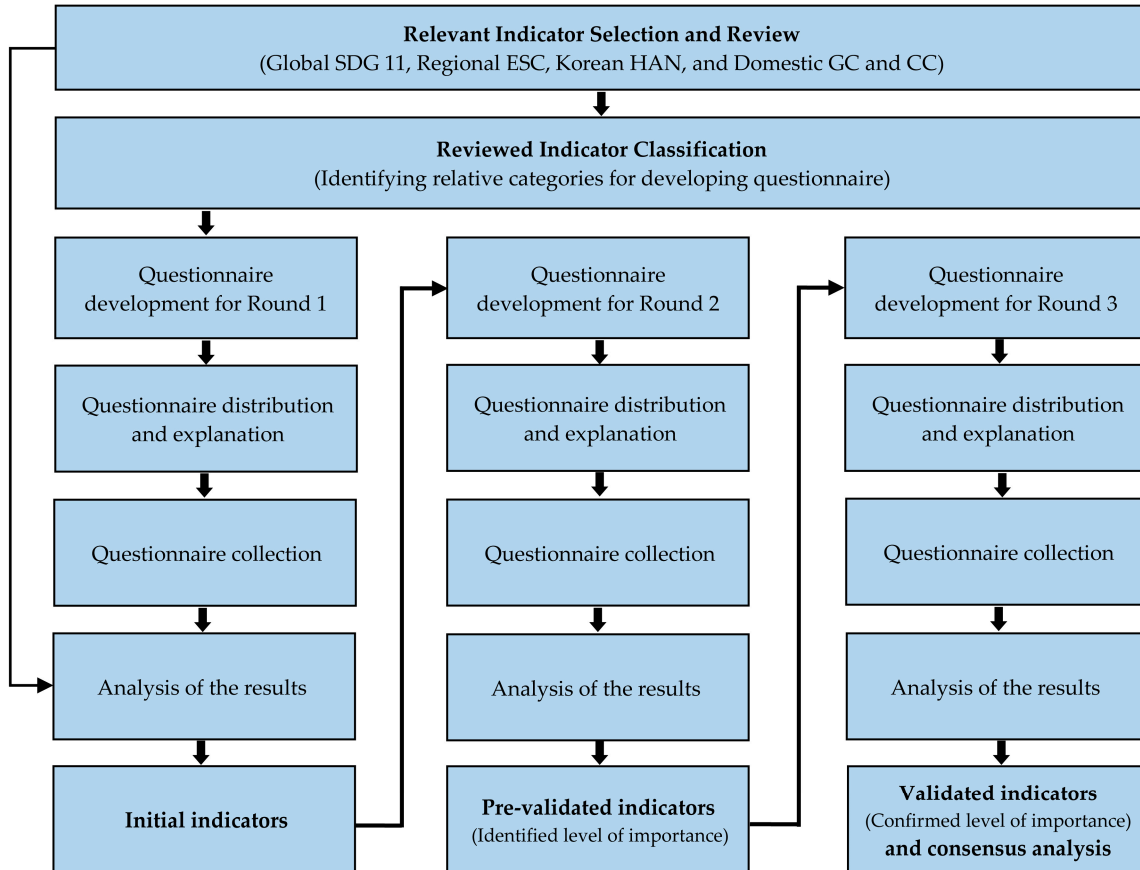 Relevant Indicator Selection and Review
(Global SDG 11, Regional ESC, Korean HAN, and Domestic GC and CC)
Reviewed Indicator Classification
(Identifying relative categories for developing questionnaire)
Questionnaire
development for Round 1
Questionnaire distribution
and explanation
Questionnaire collection
Analysis of the results
Initial indicators
Questionnaire
development for Round 2
Questionnaire distribution
and explanation
Questionnaire collection
Analysis of the results
Pre-validated indicators
(Identified level of importance)
Questionnaire
development for Round 3
Questionnaire distribution
and explanation
Questionnaire collection
Analysis of the results
Validated indicators
(Confirmed level of importance)
and consensus analysis